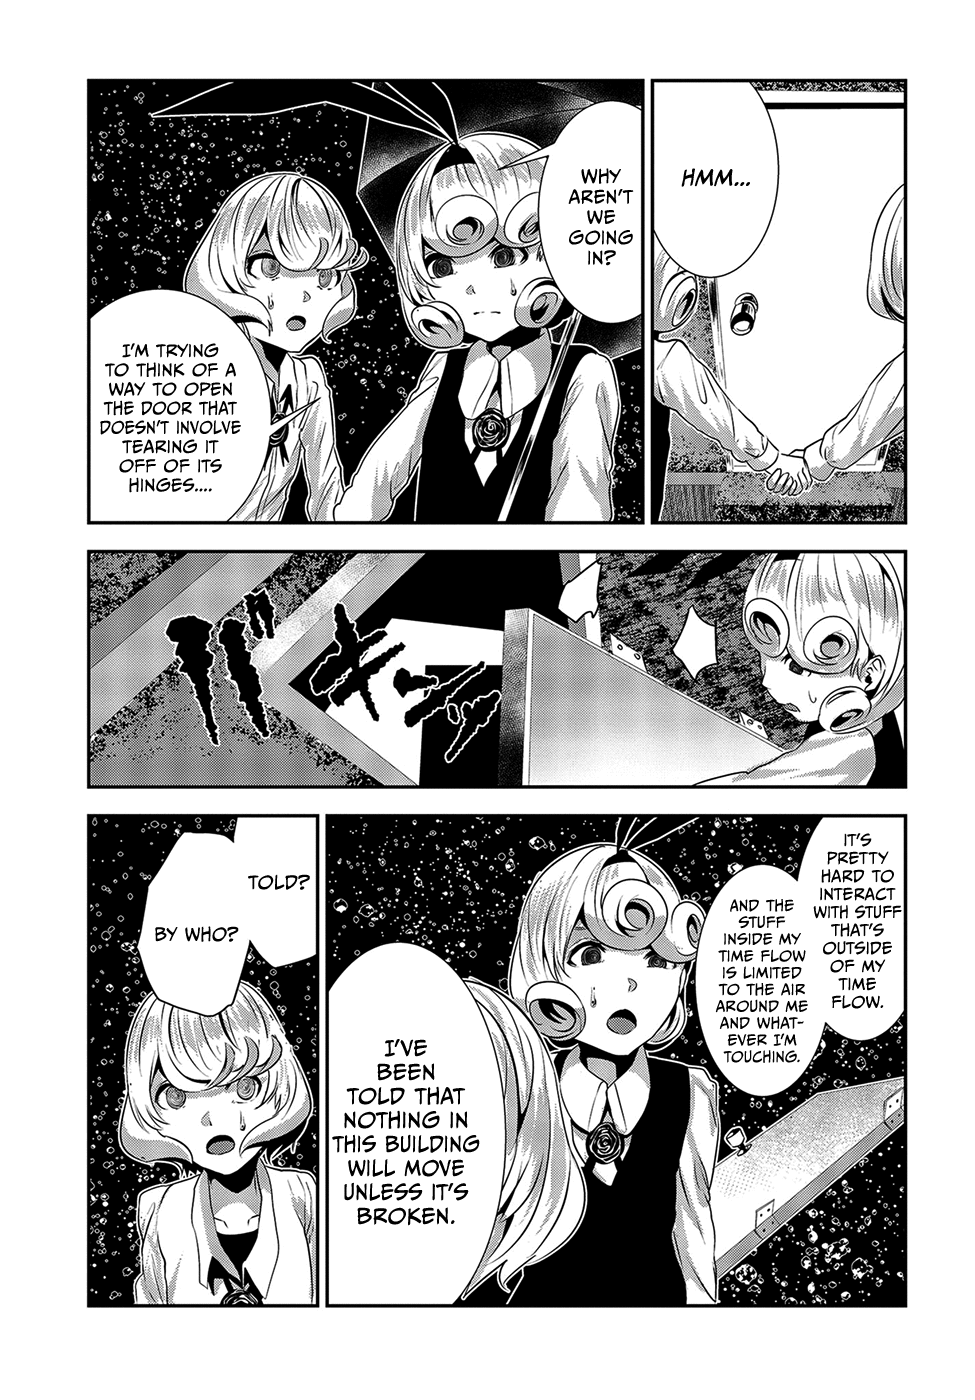 HMM...
WHY
AREN'T
WE
GOING
IN?
I'M TRYING
TO THINK OF A
WAY TO OPEN
THE DOOR THAT
DOESN'T INVOLVE
TEARING IT
OFF OF ITS
HINGES....
バキッ
IT'S
PRETTY
HARD TO
INTERACT
WITH STUFF
THAT'S
OUTSIDE
OF MY
TIME
FLOW.
AND THE
STUFF
INSIDE MY
TIME FLOW
IS LIMITED
TO THE AIR
AROUND ME
AND WHAT-
EVER I'M
TOUCHING.
I'VE
BEEN
TOLD THAT
NOTHING IN
THIS BUILDING
WILL MOVE
UNLESS IT'S
BROKEN.
TOLD?
BY WHO?